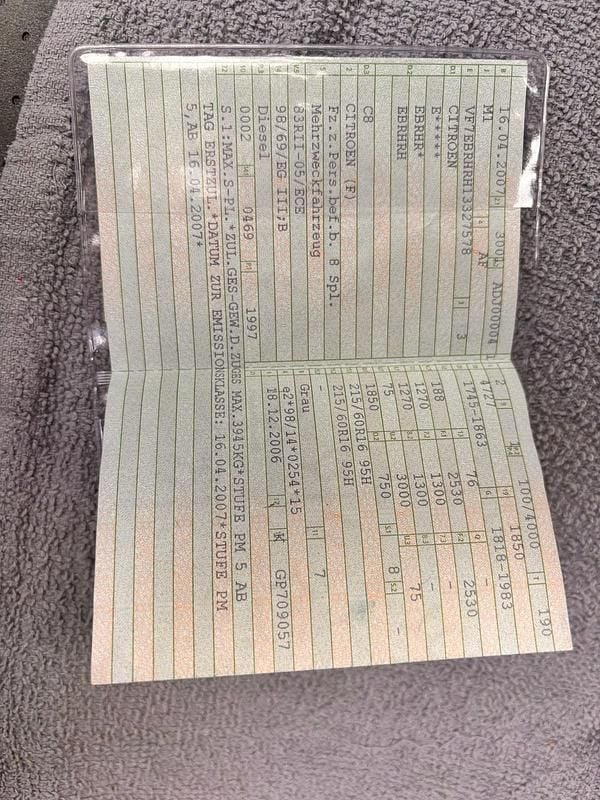 16.04.2007 3001 ADJ00004
M1 AF
VF7EBRHRH13327578 3
CITROEN
E*****
EBRHR*
EBRHRH
C8
CITROEN (F)
Fz.z.Pers.bef.b. 8 Spl.
Mehrzweckfahrzeug
83RII-05/ECE
98/69/EG III;B
Diesel
0002 0469 1997
2 100/4000 190
4727 1850
1747-1863 1818-1983
76 -
188 2530 2530
1270 1300 -
1270 1300 -
75 3000 75
1850 750 8 -
215/60R16 95H
215/60R16 95H
-
Grau 7
e2*98/14*0254*15
18.12.2006 K GP709057
S.1:MAX.S-PL.*ZUL.GES-GEW.D.ZUGES MAX.3945KG*STUFE PM 5 AB
TAG ERSTZUL.*DATUM ZUR EMISSIONSKLASSE: 16.04.2007*STUFE PM
5,AB 16.04.2007*